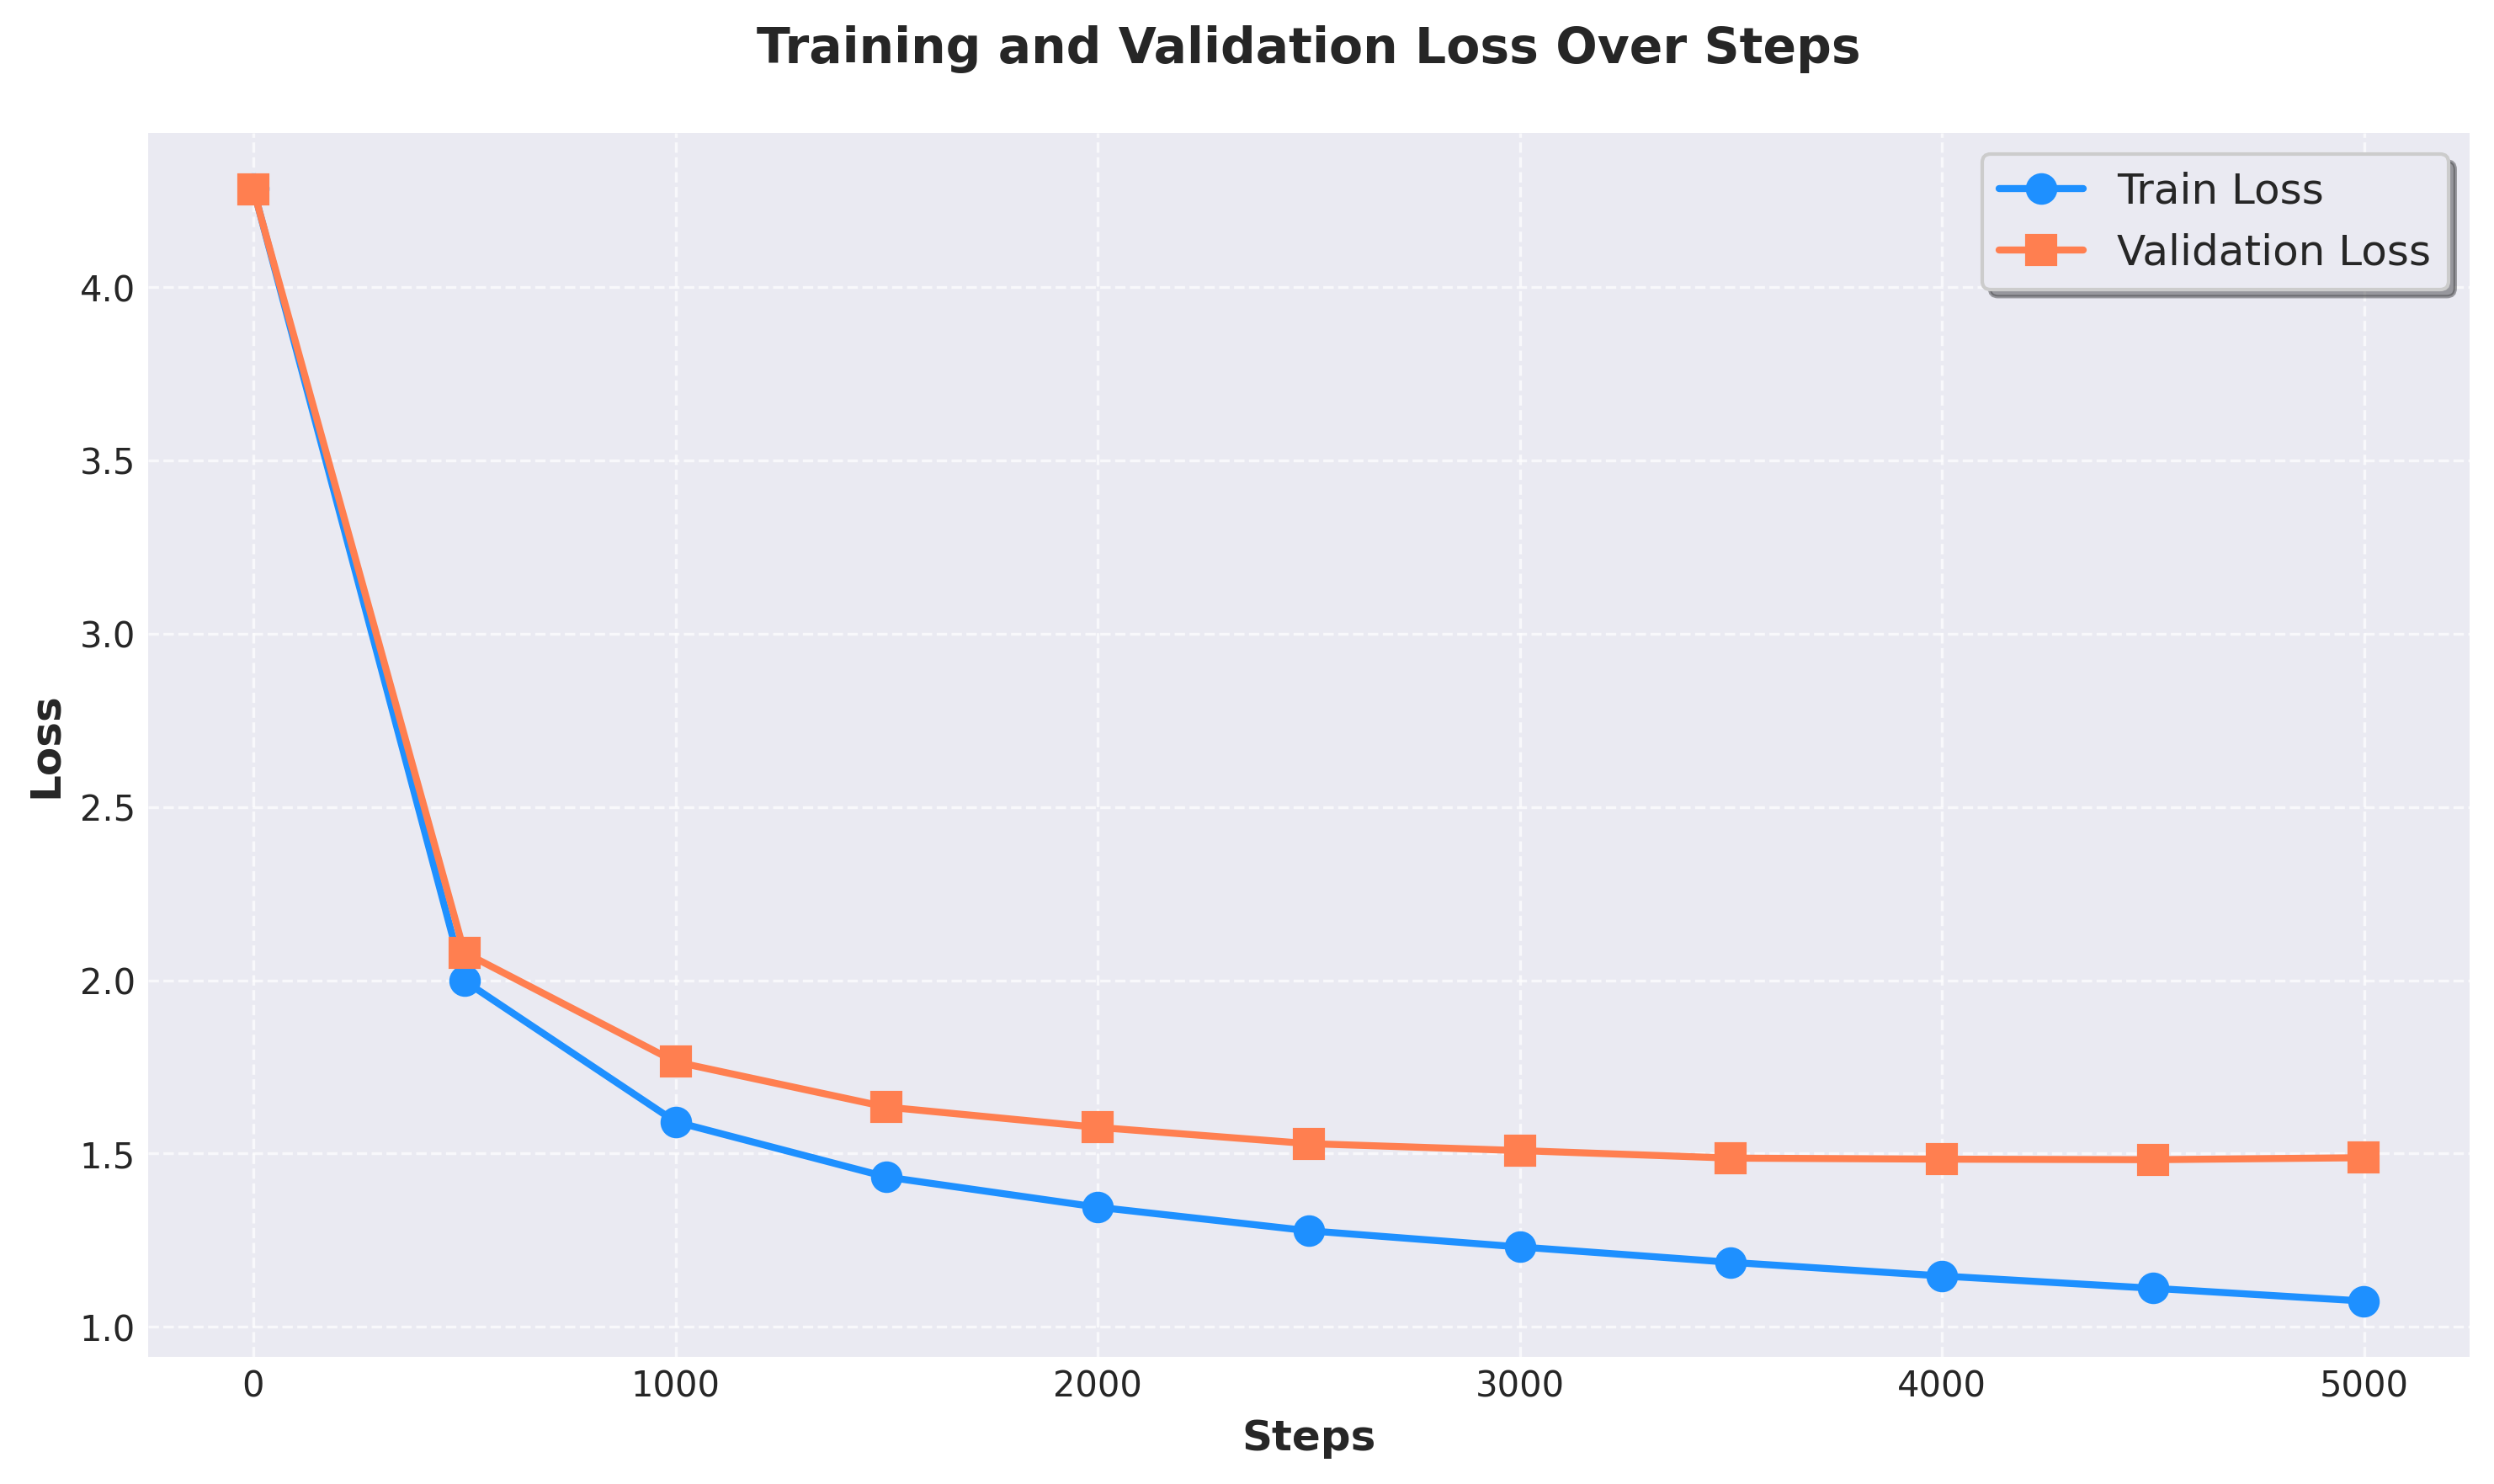 Training and Validation Loss Over Steps
Train Loss
Validation Loss
4.0
3.5
3.0
2.5
2.0
1.5
1.0
Loss
0 1000 2000 3000 4000 5000
Steps